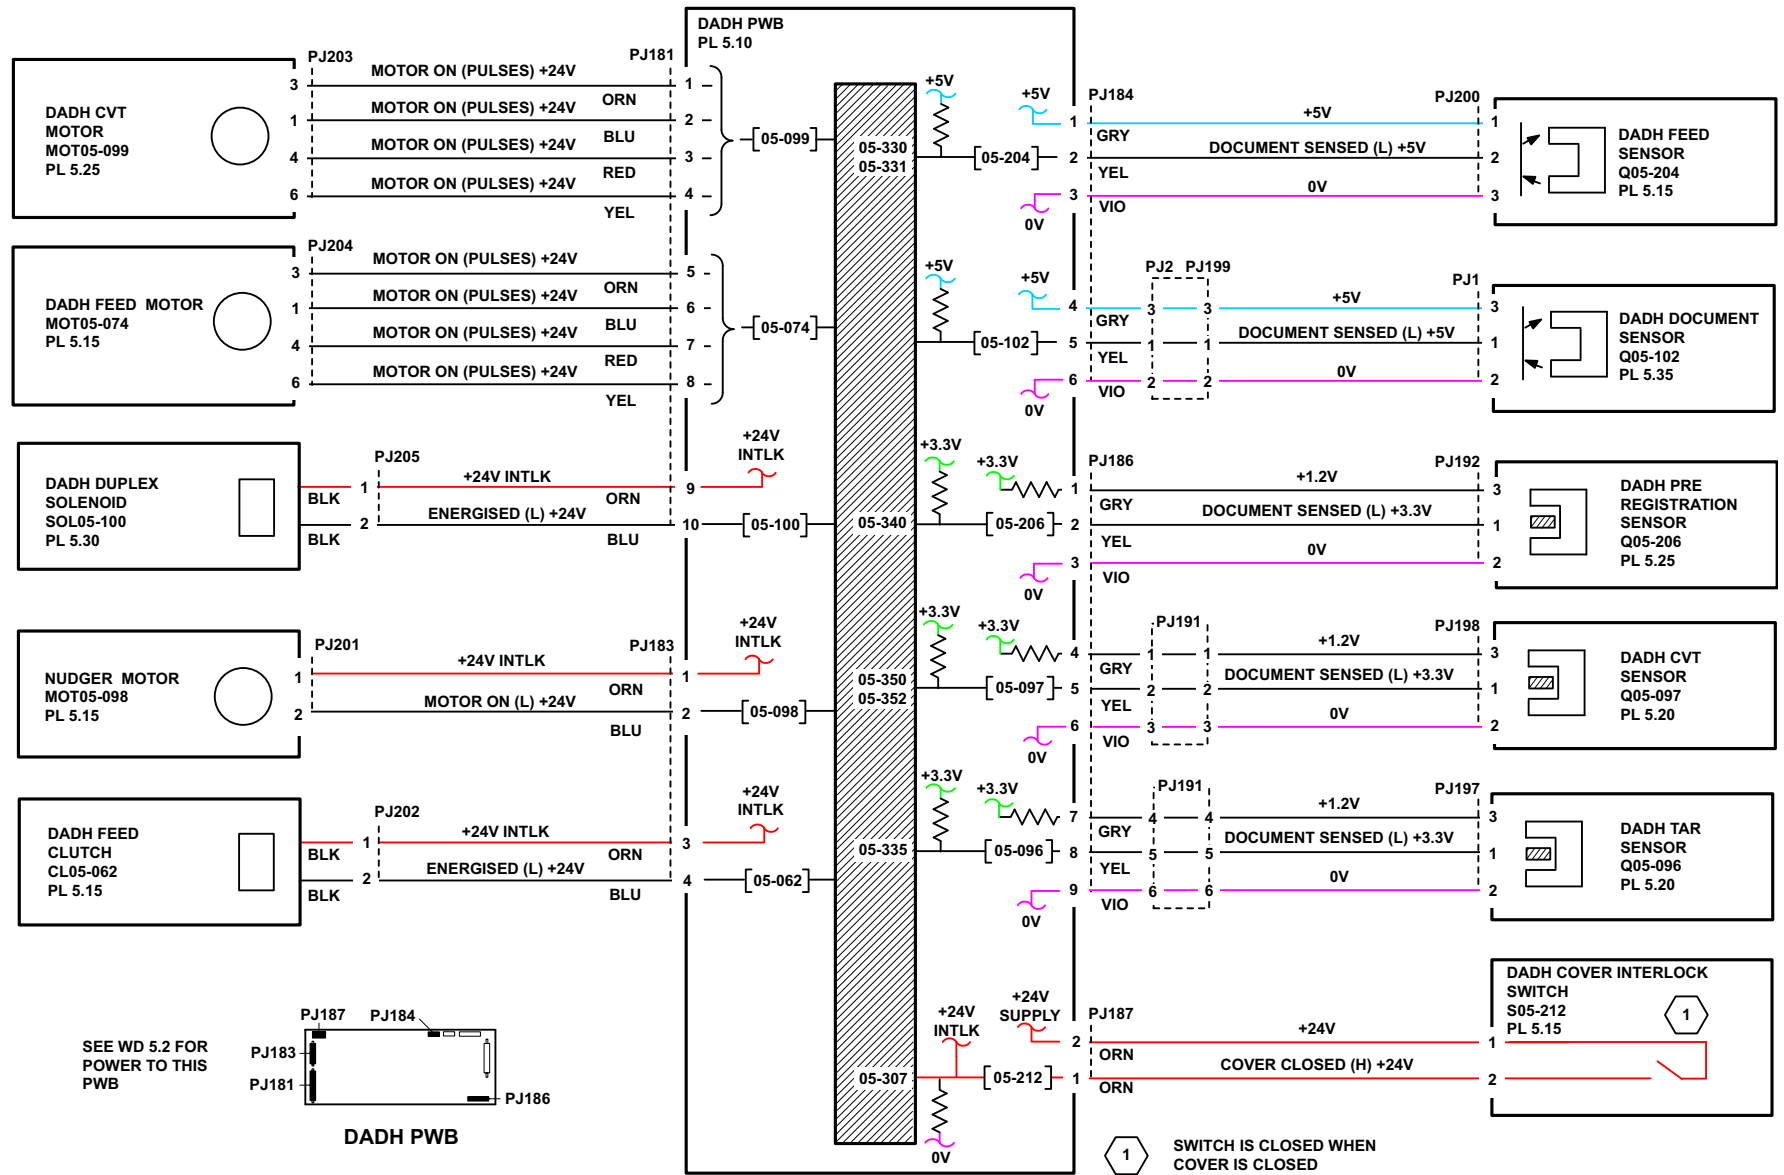 DADH PWB
PL 5.10
PJ203
PJ181
DADH CVT
MOTOR
MOT05-099
PL 5.25
3 MOTOR ON (PULSES) +24V ORN 1
1 MOTOR ON (PULSES) +24V BLU 2
4 MOTOR ON (PULSES) +24V RED 3
6 MOTOR ON (PULSES) +24V YEL 4
05-099
PJ204
DADH FEED MOTOR
MOT05-074
PL 5.15
3 MOTOR ON (PULSES) +24V ORN 5
1 MOTOR ON (PULSES) +24V BLU 6
4 MOTOR ON (PULSES) +24V RED 7
6 MOTOR ON (PULSES) +24V YEL 8
05-074
DADH DUPLEX
SOLENOID
SOL05-100
PL 5.30
PJ205
BLK 1 +24V INTLK ORN 9
+24V
INTLK
BLK 2 ENERGISED (L) +24V BLU 10
05-100
NUDGER MOTOR
MOT05-098
PL 5.15
PJ201
PJ183
1 +24V INTLK ORN 1
+24V
INTLK
2 MOTOR ON (L) +24V BLU 2
05-098
DADH FEED
CLUTCH
CL05-062
PL 5.15
PJ202
BLK 1 +24V INTLK ORN 3
+24V
INTLK
BLK 2 ENERGISED (L) +24V BLU 4
05-062
05-330
05-331
05-340
05-350
05-352
05-335
05-307
+5V
+5V
05-204
0V
PJ184
PJ200
1 GRY +5V 1
2 YEL DOCUMENT SENSED (L) +5V 2
3 VIO 0V 3
DADH FEED
SENSOR
Q05-204
PL 5.15
+5V
+5V
05-102
0V
PJ2
PJ199
PJ1
4 GRY 3 3 +5V 3
5 YEL 1 1 DOCUMENT SENSED (L) +5V 1
6 VIO 2 2 0V 2
DADH DOCUMENT
SENSOR
Q05-102
PL 5.35
+3.3V
+3.3V
05-206
0V
PJ186
PJ192
1 GRY +1.2V 3
2 YEL DOCUMENT SENSED (L) +3.3V 1
3 VIO 0V 2
DADH PRE
REGISTRATION
SENSOR
Q05-206
PL 5.25
+3.3V
+3.3V
05-097
0V
PJ191
PJ198
4 GRY 1 1 +1.2V 3
5 YEL 2 2 DOCUMENT SENSED (L) +3.3V 1
6 VIO 3 3 0V 2
DADH CVT
SENSOR
Q05-097
PL 5.20
+3.3V
+3.3V
05-096
0V
PJ191
PJ197
7 GRY 4 4 +1.2V 3
8 YEL 5 5 DOCUMENT SENSED (L) +3.3V 1
9 VIO 6 6 0V 2
DADH TAR
SENSOR
Q05-096
PL 5.20
+24V
INTLK
+24V
SUPPLY
05-212
0V
PJ187
2 ORN +24V 1
1 ORN COVER CLOSED (H) +24V 2
DADH COVER INTERLOCK
SWITCH
S05-212
PL 5.15
1
SEE WD 5.2 FOR
POWER TO THIS
PWB
PJ187
PJ184
PJ183
PJ181
PJ186
DADH PWB
1
SWITCH IS CLOSED WHEN
COVER IS CLOSED